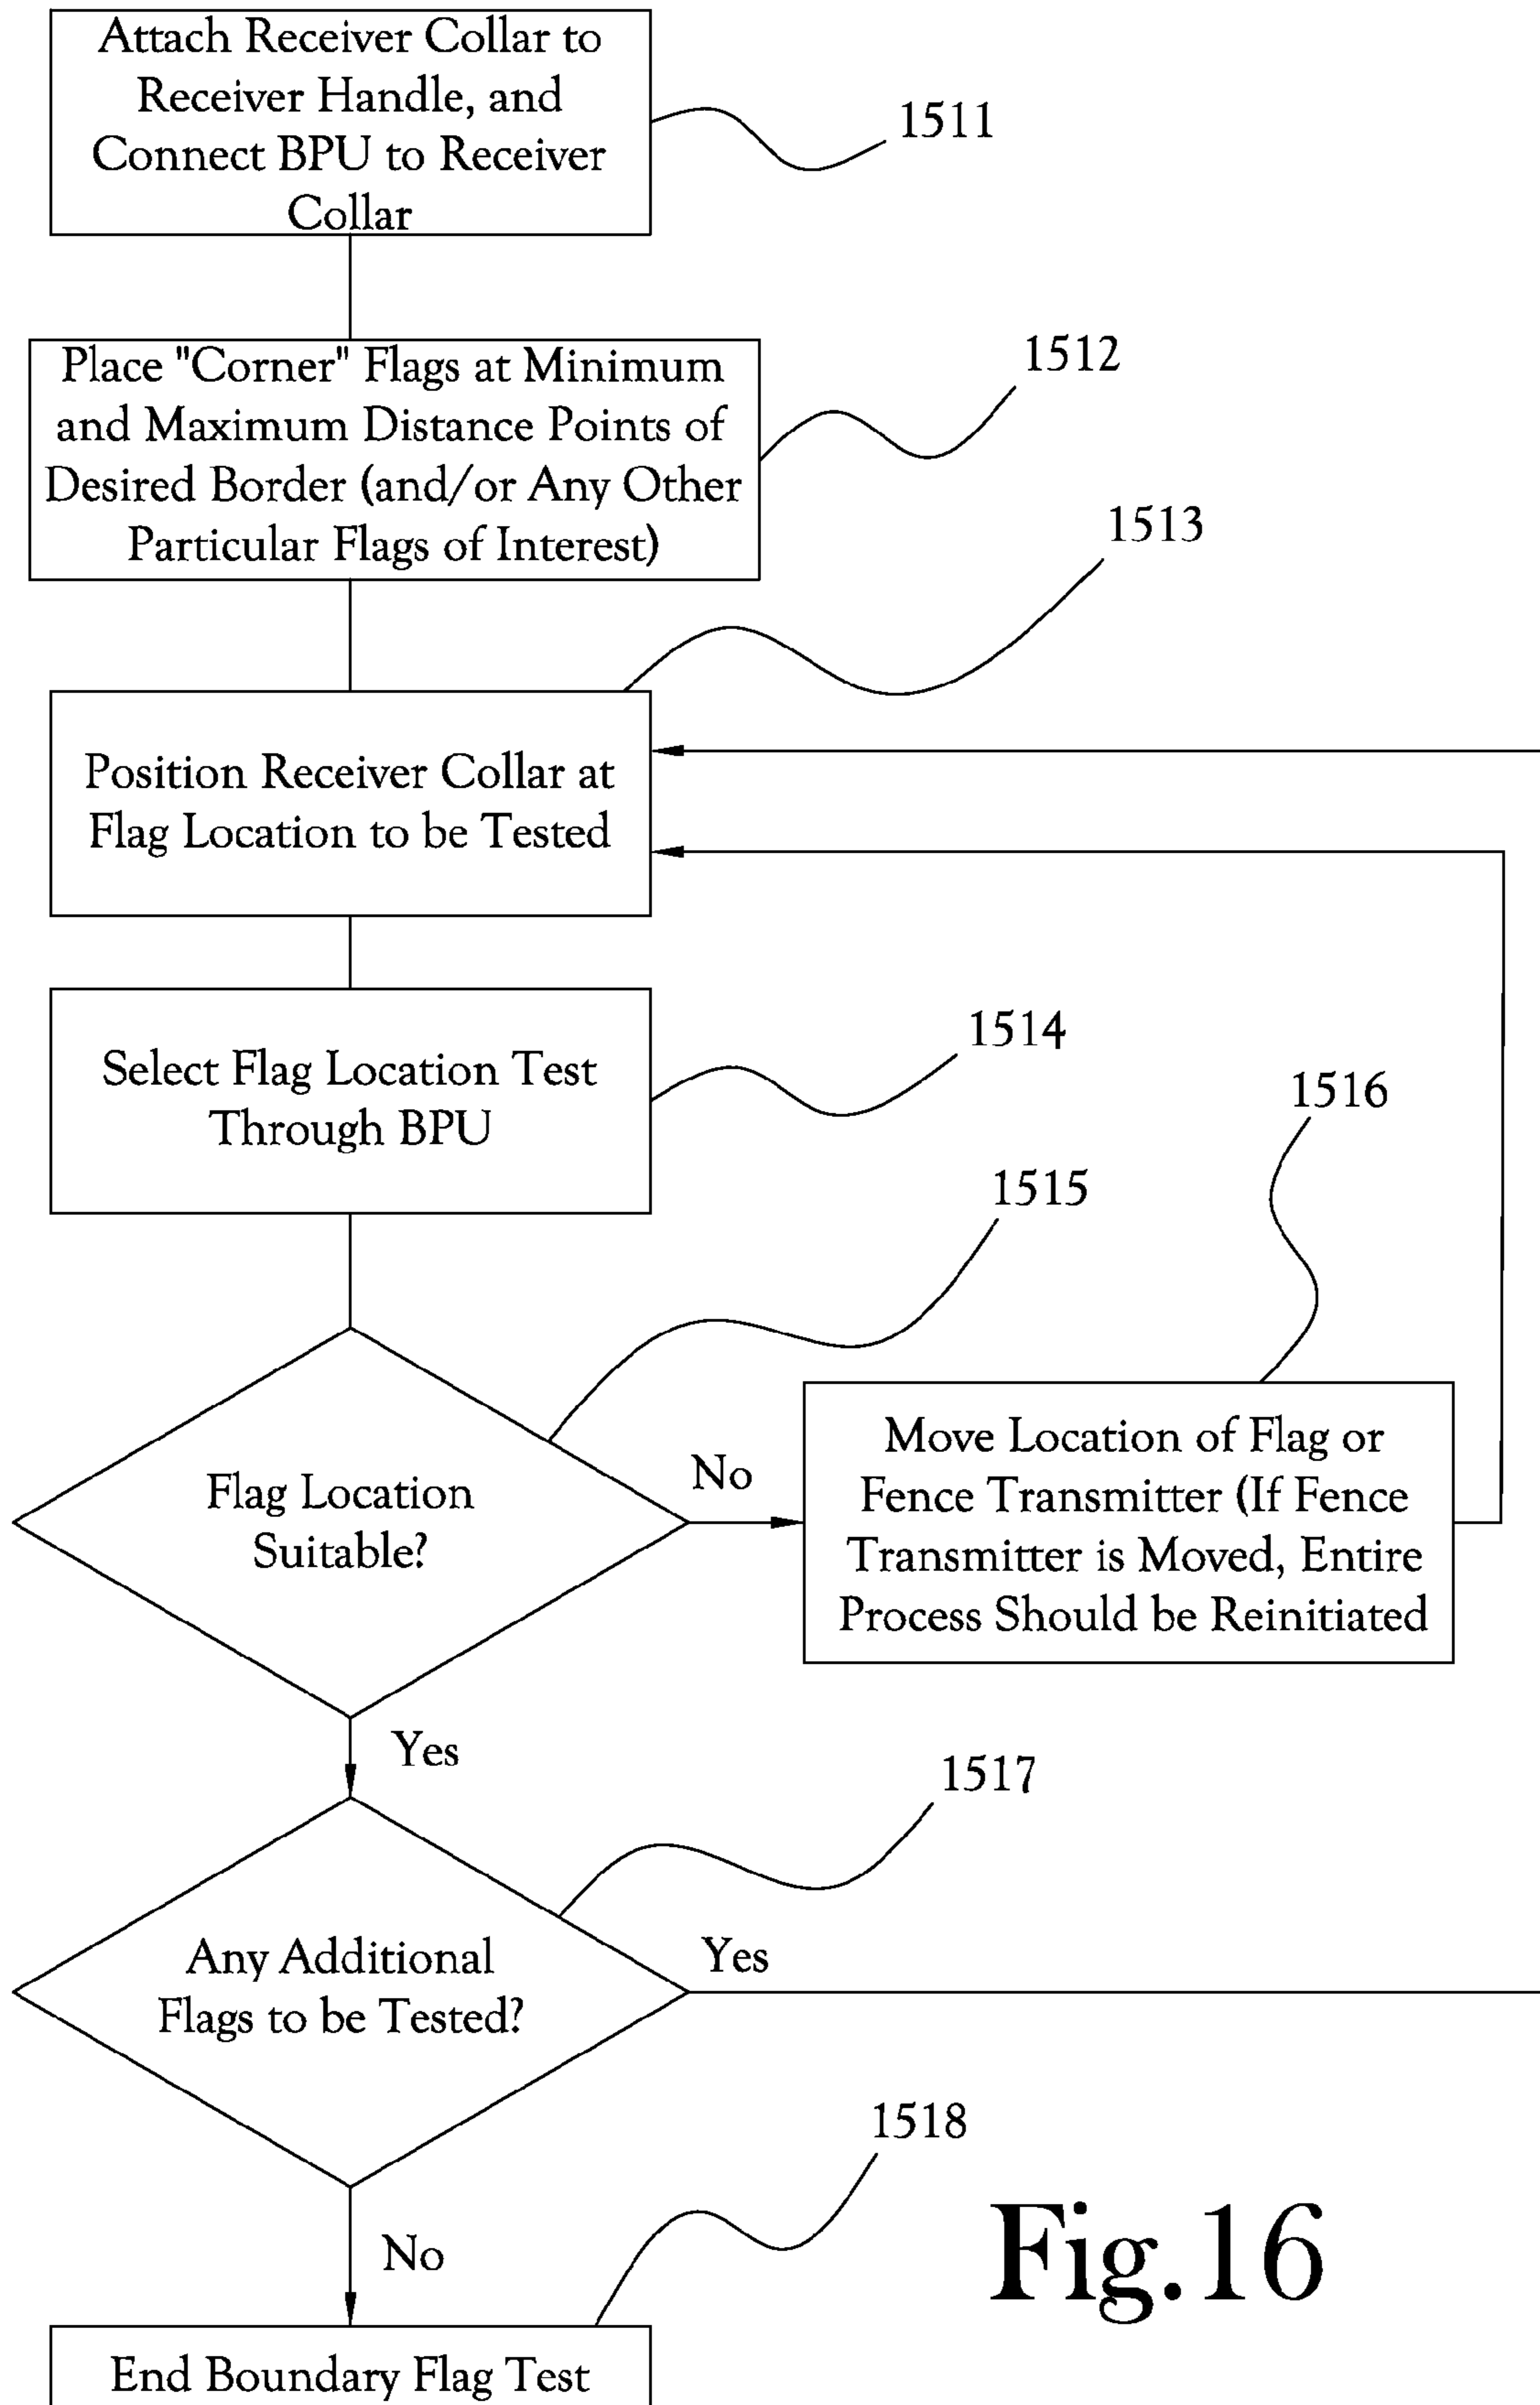 Attach Receiver Collar to
Receiver Handle, and
Connect BPU to Receiver
Collar
1511
Place "Corner" Flags at Minimum
and Maximum Distance Points of
Desired Border (and/or Any Other
Particular Flags of Interest)
1512
1513
Position Receiver Collar at
Flag Location to be Tested
Select Flag Location Test
Through BPU
1514
1515
1516
Flag Location
Suitable?
No
Move Location of Flag or
Fence Transmitter (If Fence
Transmitter is Moved, Entire
Process Should be Reinitiated
Yes
1517
Any Additional
Flags to be Tested?
Yes
No
1518
End Boundary Flag Test
Fig.16